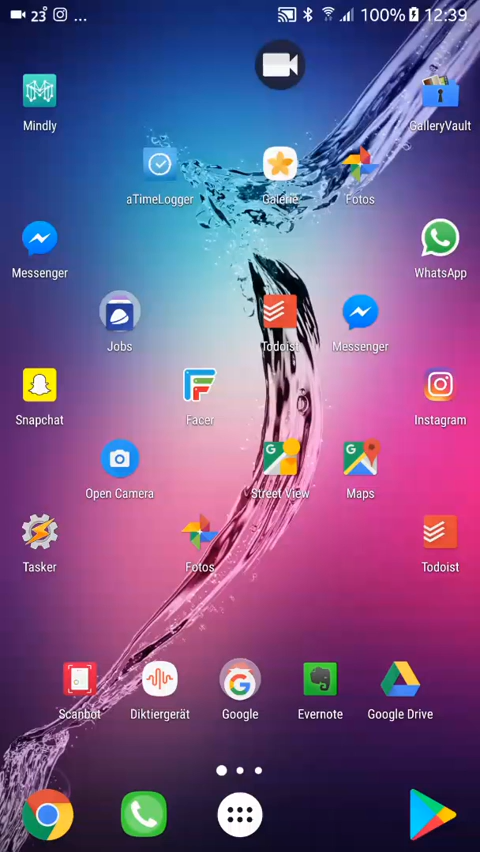 23° ... 100% 12:39
Mindly GalleryVault
aTimeLogger Galerie Fotos
Messenger WhatsApp
Jobs Todoist Messenger
Snapchat Facer Instagram
Open Camera Street View Maps
Tasker Fotos Todoist
Scanbot Diktiergerät Google Evernote Google Drive